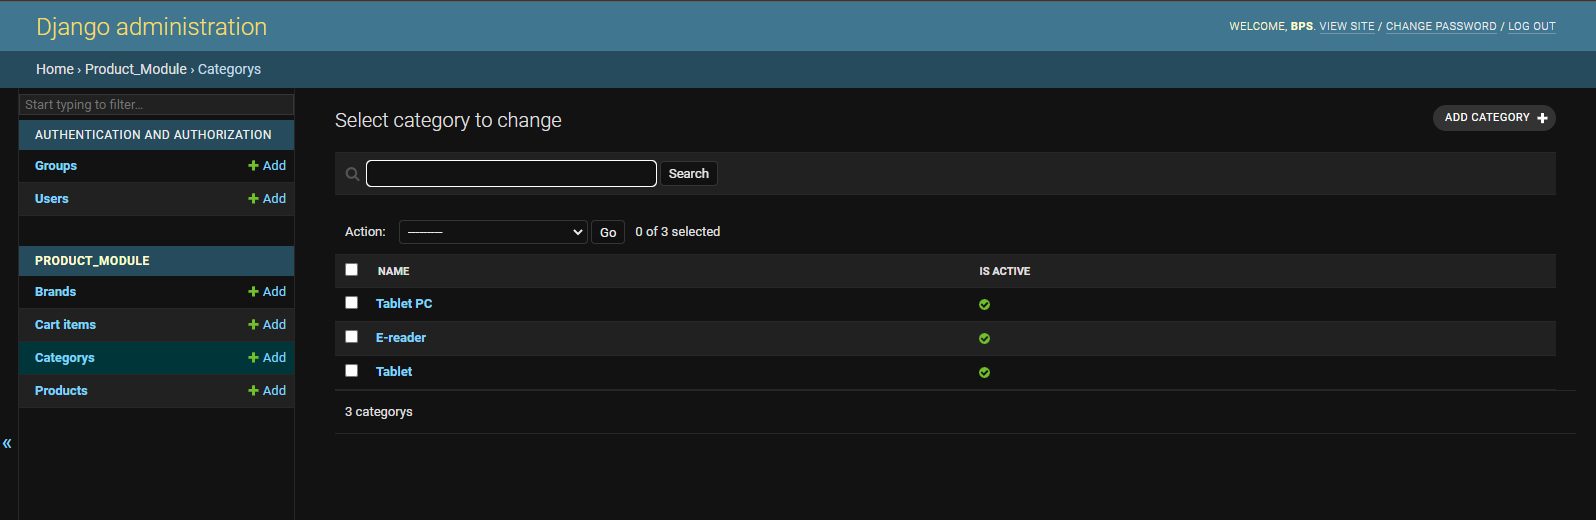 Django administration
WELCOME, BPS. VIEW SITE / CHANGE PASSWORD / LOG OUT
Home › Product_Module › Categorys
Start typing to filter...
AUTHENTICATION AND AUTHORIZATION
Groups + Add
Users + Add
PRODUCT_MODULE
Brands + Add
Cart items + Add
Categorys + Add
Products + Add
«
Select category to change
ADD CATEGORY +
Search
Action: --------- Go 0 of 3 selected
NAME IS ACTIVE
Tablet PC
E-reader
Tablet
3 categorys